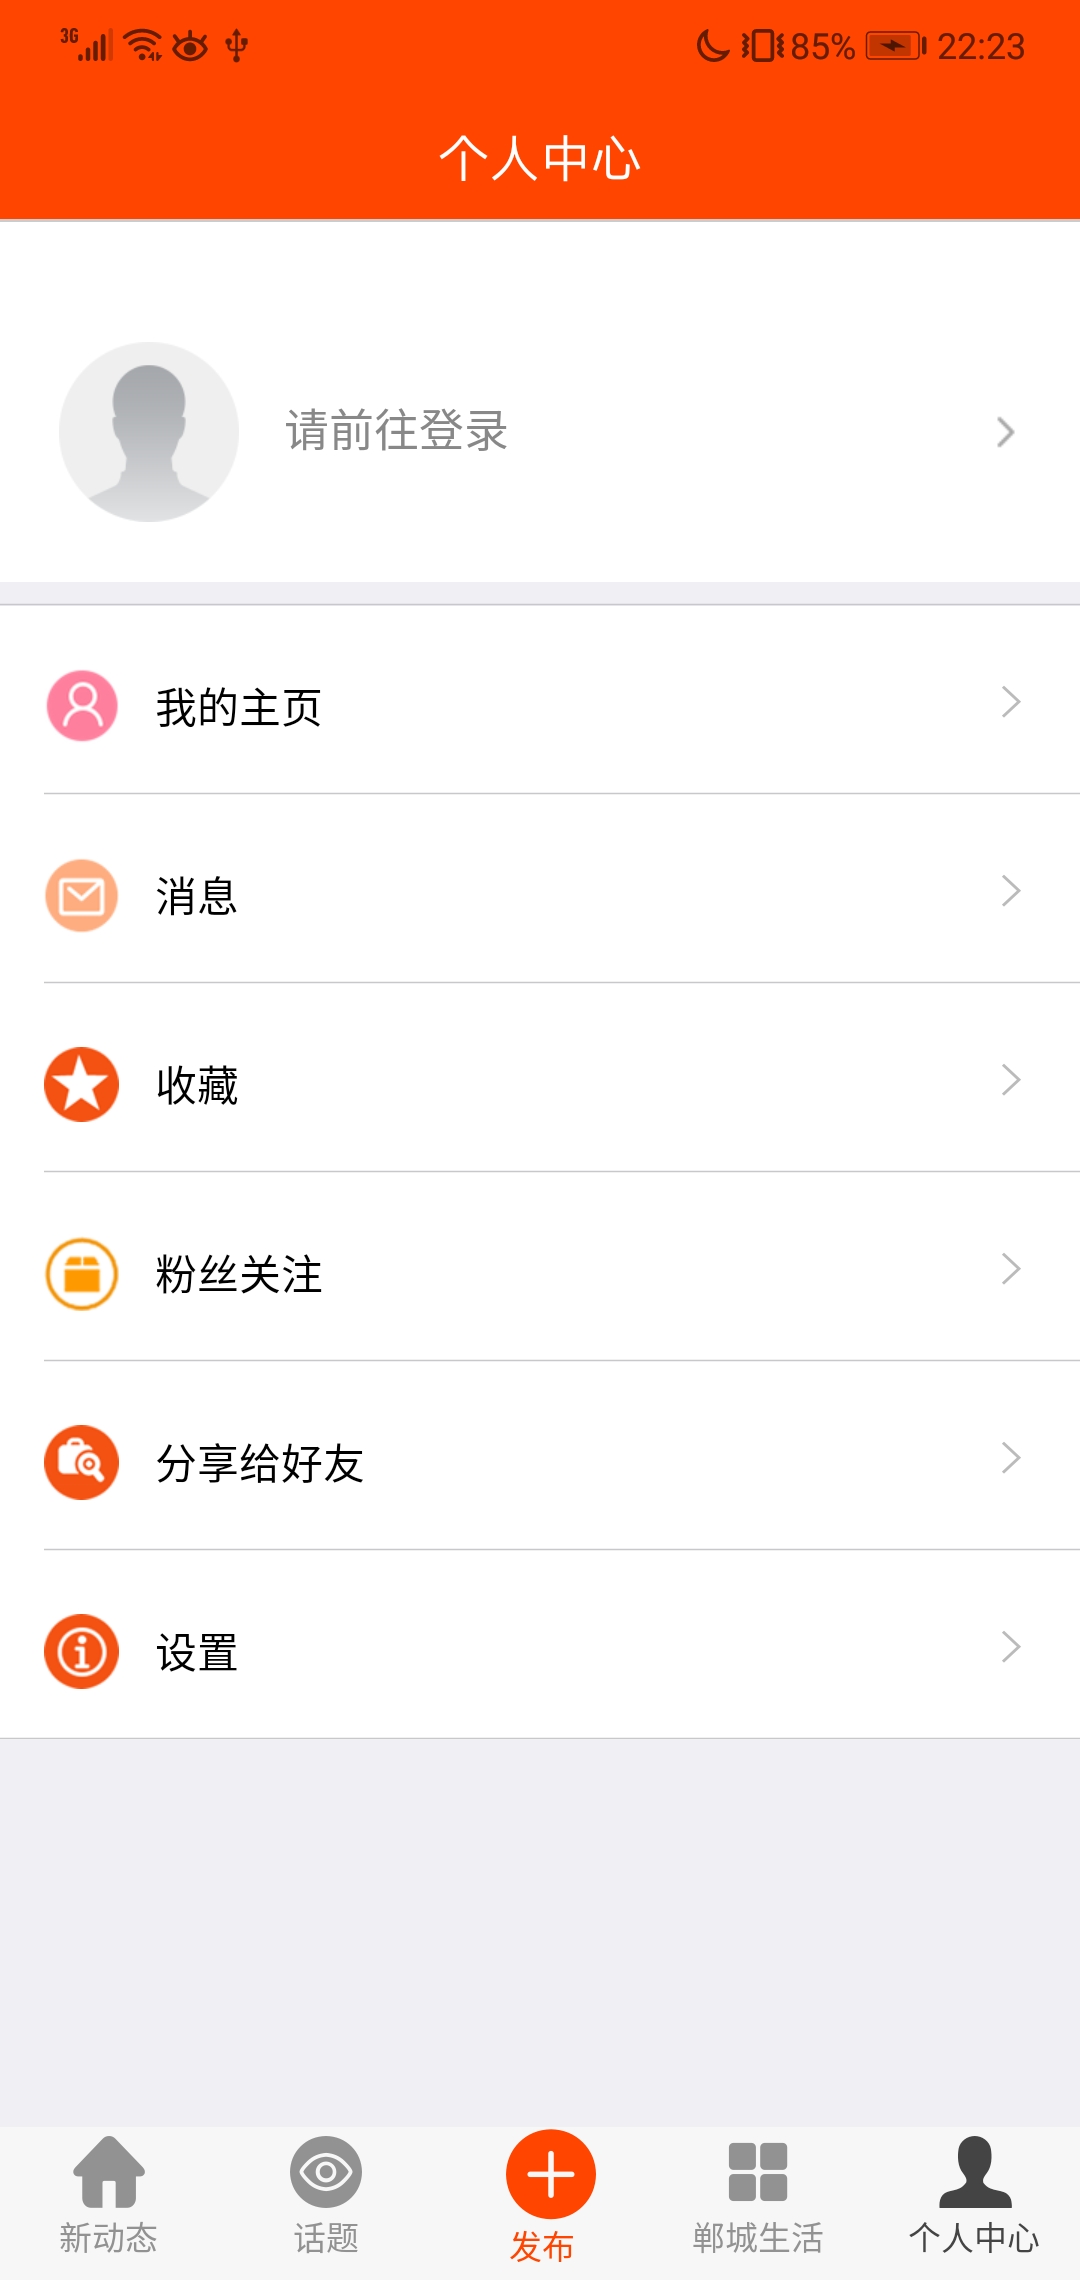 3G 85% 22:23
个人中心
请前往登录
我的主页
消息
收藏
粉丝关注
分享给好友
设置
新动态 话题 发布 郸城生活 个人中心